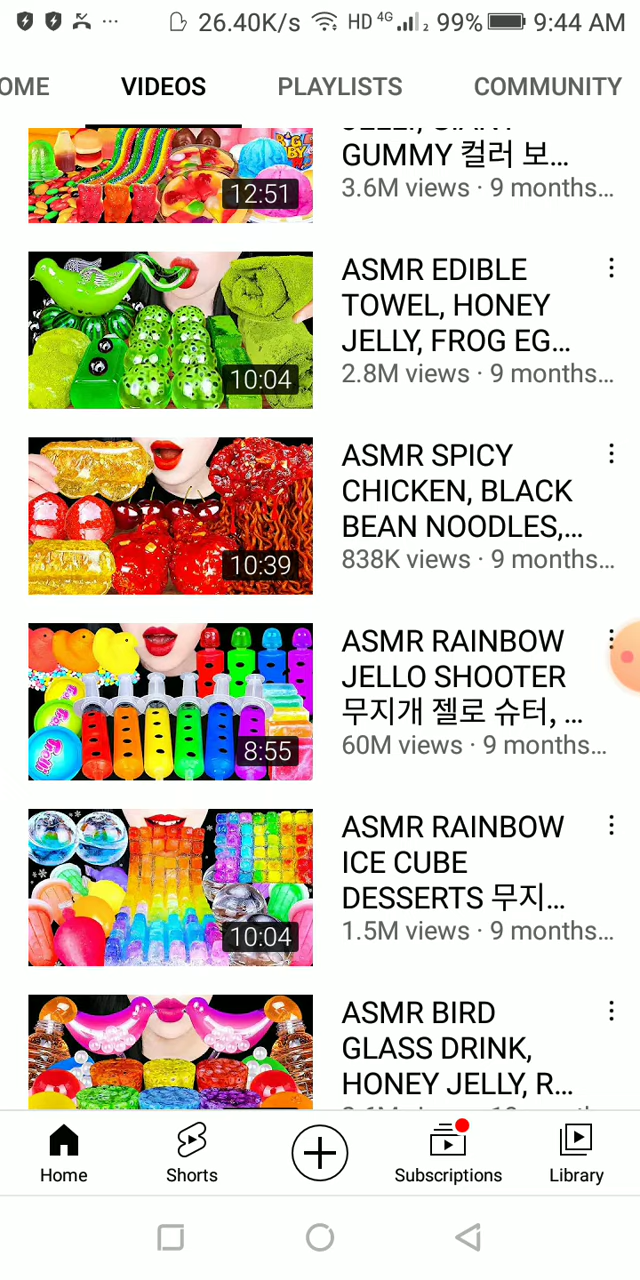 26.40K/s HD 4G 2 99% 9:44 AM
OME VIDEOS PLAYLISTS COMMUNITY
GUMMY 컬러 보...
3.6M views · 9 months...
12:51
ASMR EDIBLE
TOWEL, HONEY
JELLY, FROG EG...
2.8M views · 9 months...
10:04
ASMR SPICY
CHICKEN, BLACK
BEAN NOODLES,...
838K views · 9 months...
10:39
ASMR RAINBOW
JELLO SHOOTER
무지개 젤로 슈터, ...
60M views · 9 months...
8:55
ASMR RAINBOW
ICE CUBE
DESSERTS 무지...
1.5M views · 9 months...
10:04
ASMR BIRD
GLASS DRINK,
HONEY JELLY, R...
Home Shorts Subscriptions Library